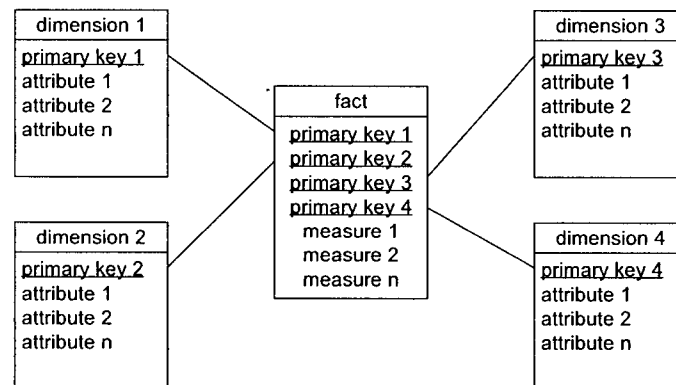 dimension 1
primary key 1
attribute 1
attribute 2
attribute n
dimension 2
primary key 2
attribute 1
attribute 2
attribute n
fact
primary key 1
primary key 2
primary key 3
primary key 4
measure 1
measure 2
measure n
dimension 3
primary key 3
attribute 1
attribute 2
attribute n
dimension 4
primary key 4
attribute 1
attribute 2
attribute n